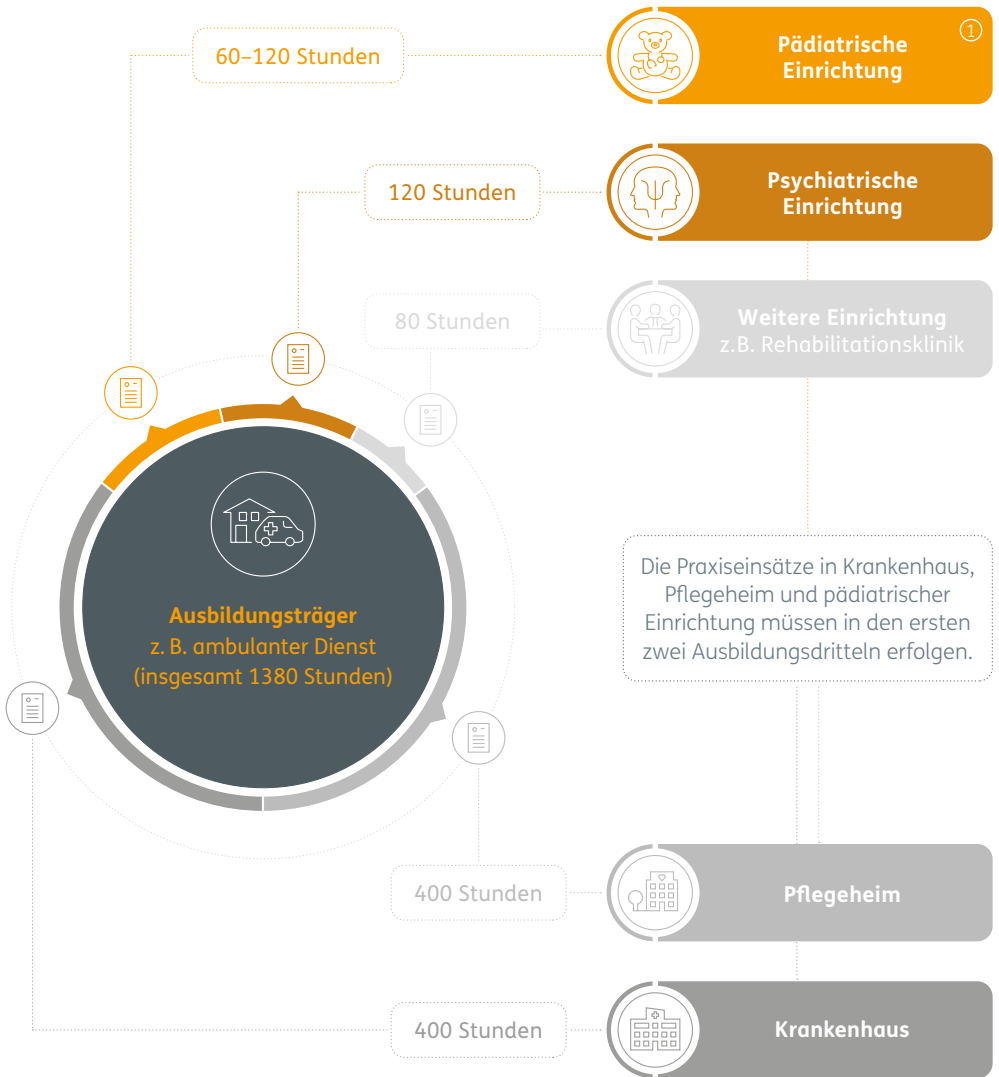 60–120 Stunden
Pädiatrische
Einrichtung
1
120 Stunden
Psychiatrische
Einrichtung
80 Stunden
Weitere Einrichtung
z.B. Rehabilitationsklinik
Ausbildungsträger
z. B. ambulanter Dienst
(insgesamt 1380 Stunden)
Die Praxiseinsätze in Krankenhaus,
Pflegeheim und pädiatrischer
Einrichtung müssen in den ersten
zwei Ausbildungsdritteln erfolgen.
400 Stunden
Pflegeheim
400 Stunden
Krankenhaus